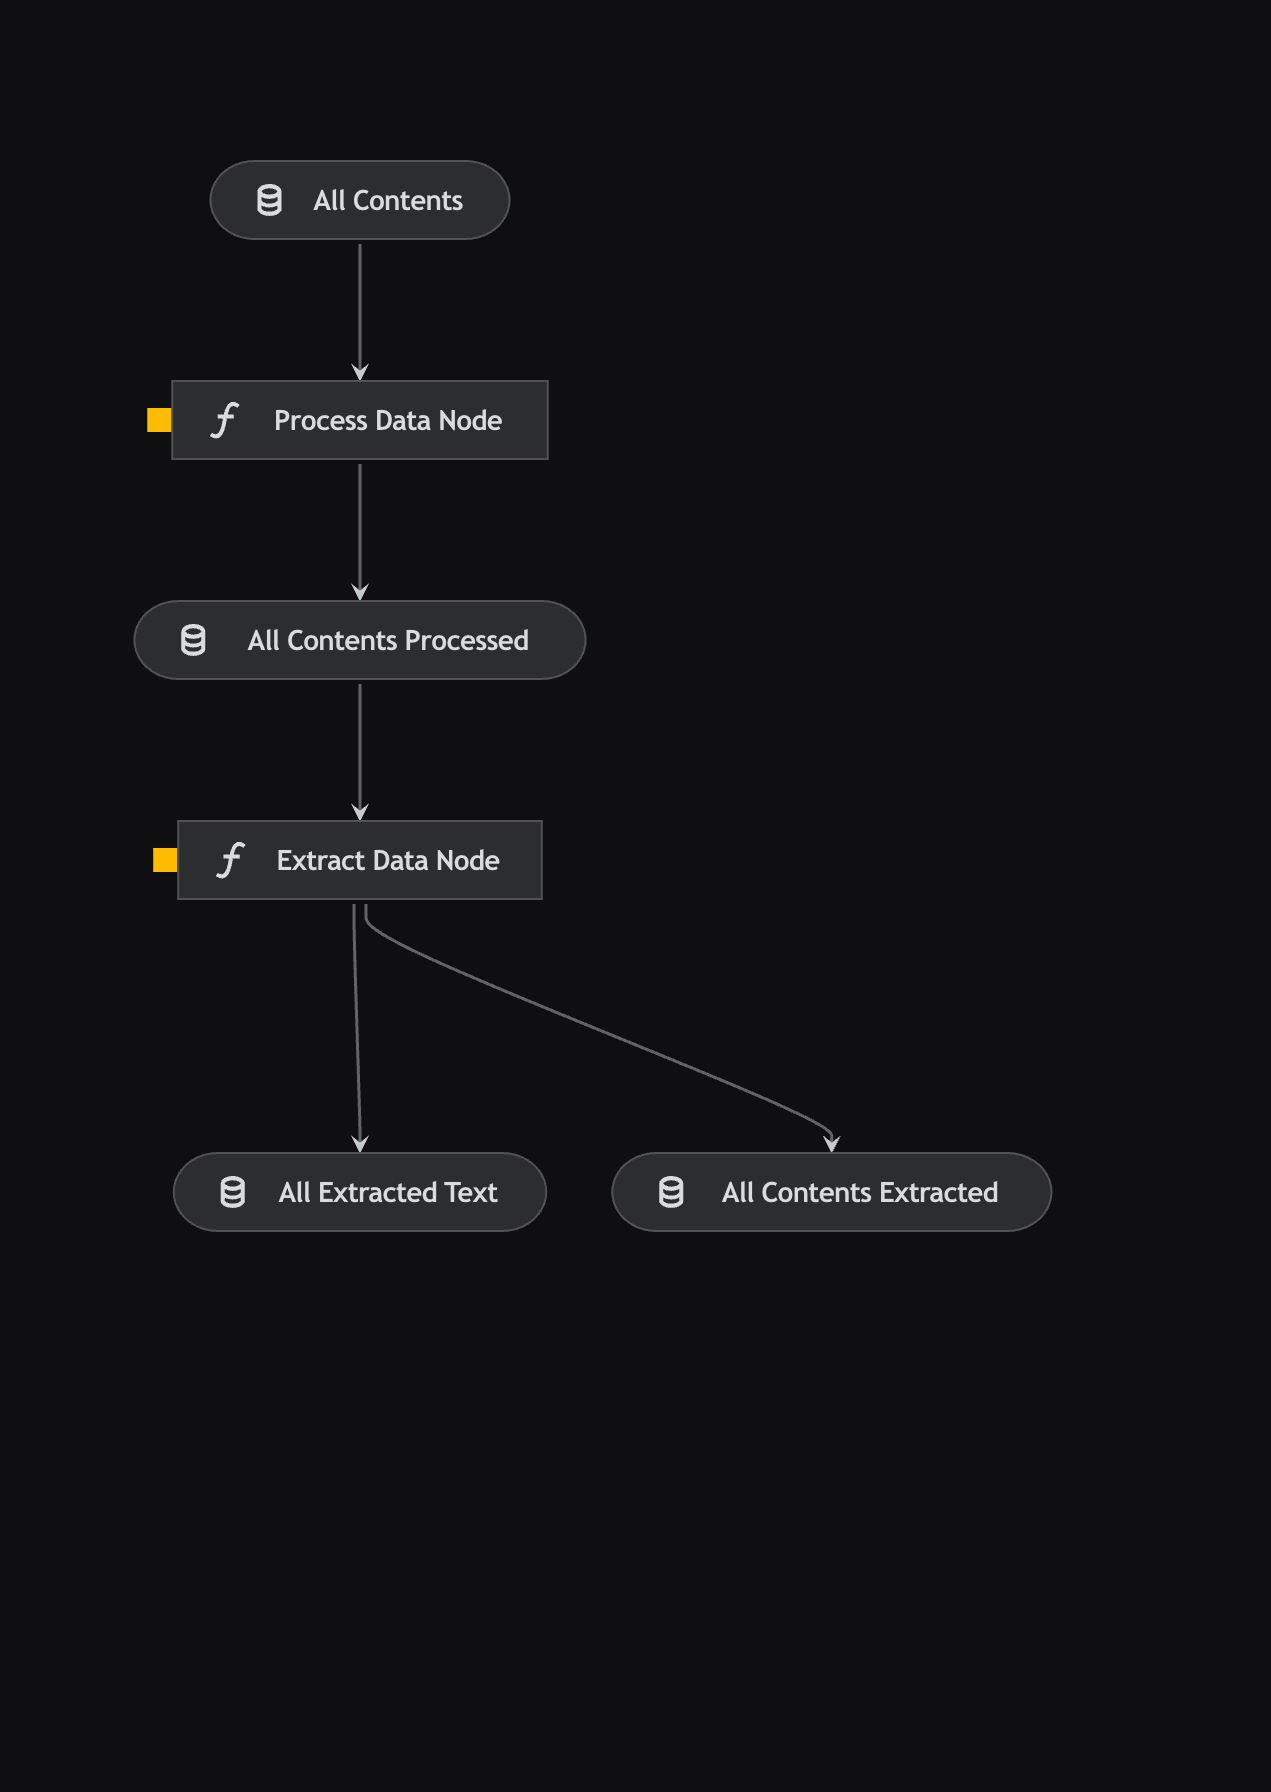 All Contents
Process Data Node
All Contents Processed
Extract Data Node
All Extracted Text
All Contents Extracted